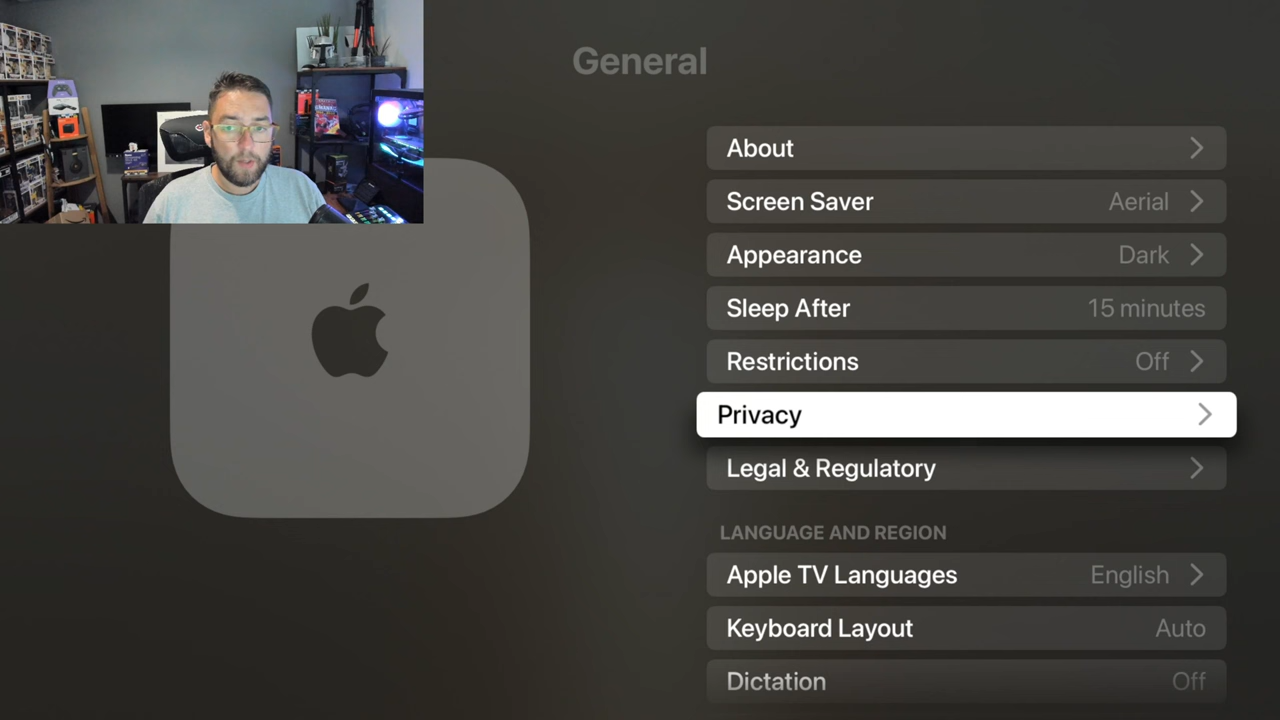 General
About
Screen Saver Aerial
Appearance Dark
Sleep After 15 minutes
Restrictions Off
Privacy
Legal & Regulatory
LANGUAGE AND REGION
Apple TV Languages English
Keyboard Layout Auto
Dictation Off